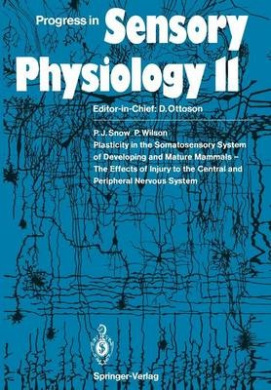 Progress in
Sensory
Physiology 11
Editor-in-Chief: D. Ottoson
P. J. Snow P. Wilson
Plasticity in the Somatosensory System
of Developing and Mature Mammals –
The Effects of Injury to the Central and
Peripheral Nervous System
Springer-Verlag